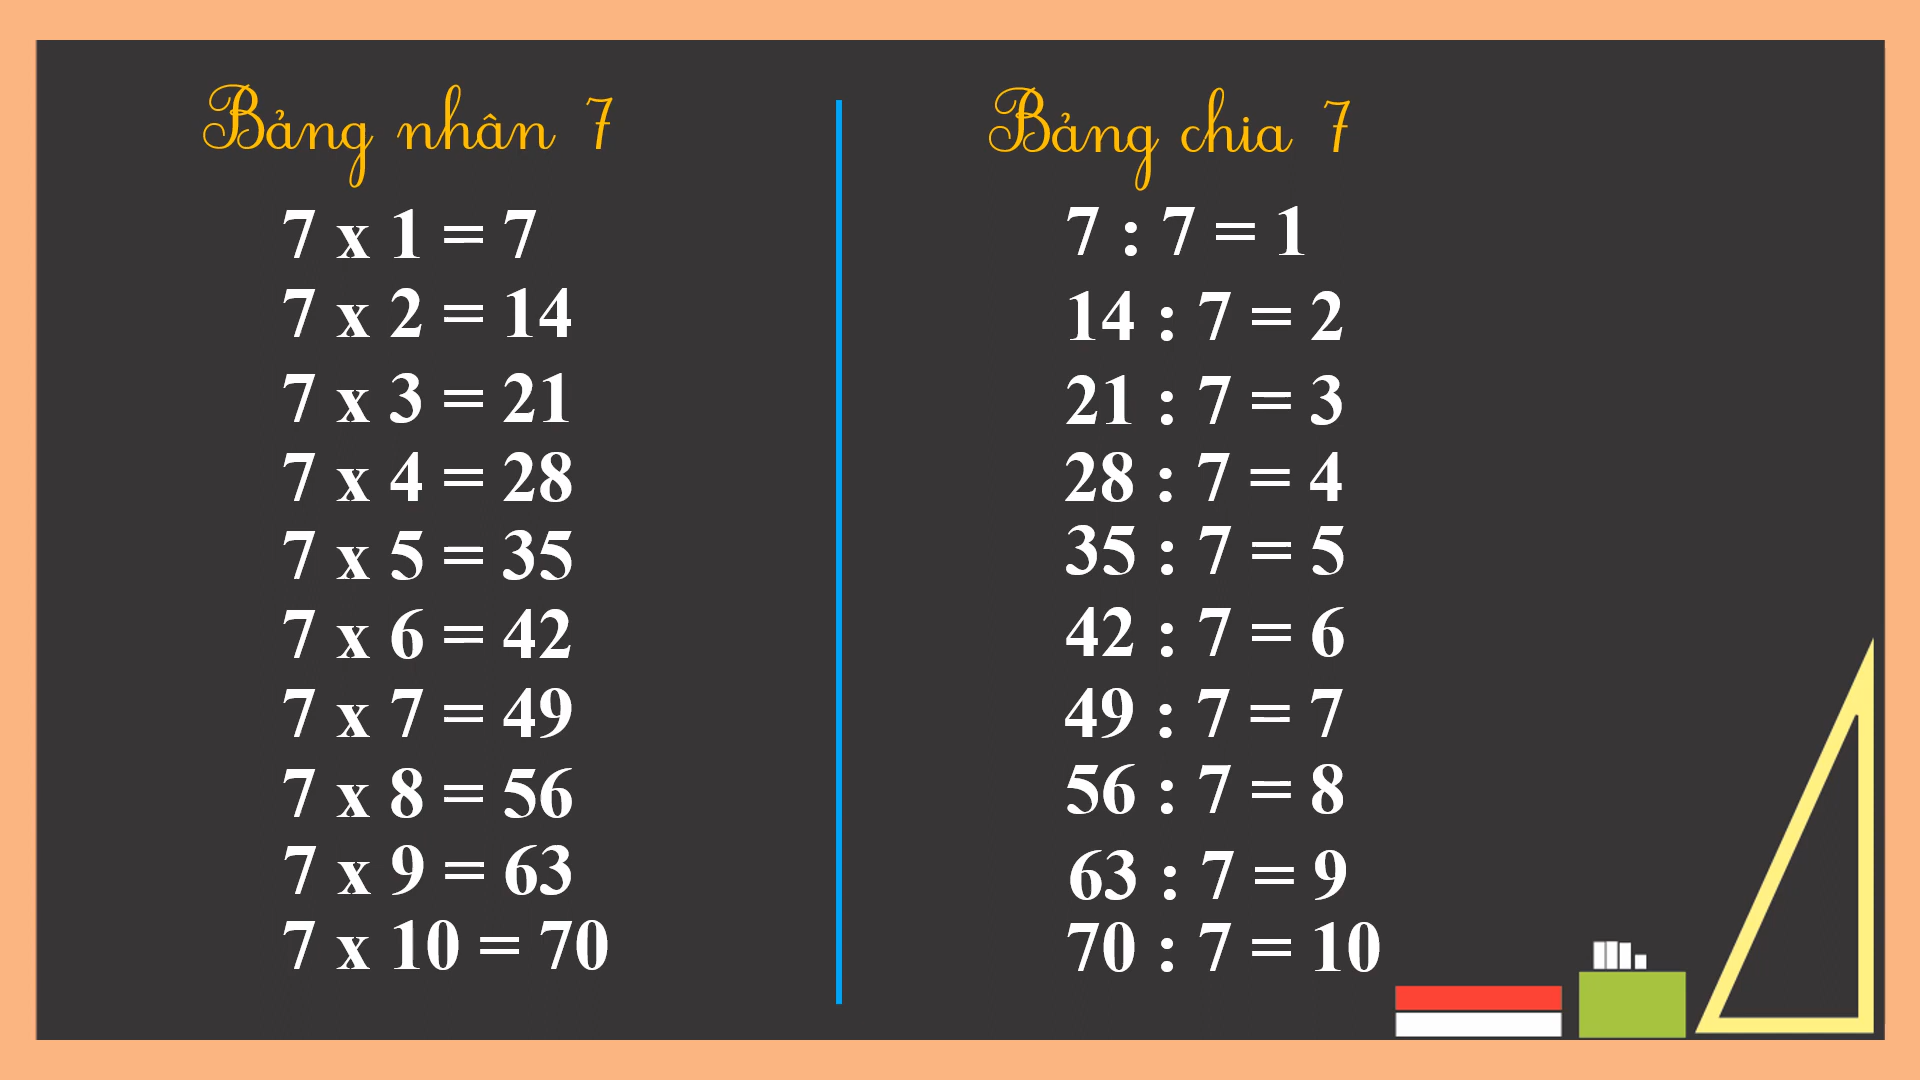 Bảng nhân 7
7 x 1 = 7
7 x 2 = 14
7 x 3 = 21
7 x 4 = 28
7 x 5 = 35
7 x 6 = 42
7 x 7 = 49
7 x 8 = 56
7 x 9 = 63
7 x 10 = 70
Bảng chia 7
7 : 7 = 1
14 : 7 = 2
21 : 7 = 3
28 : 7 = 4
35 : 7 = 5
42 : 7 = 6
49 : 7 = 7
56 : 7 = 8
63 : 7 = 9
70 : 7 = 10